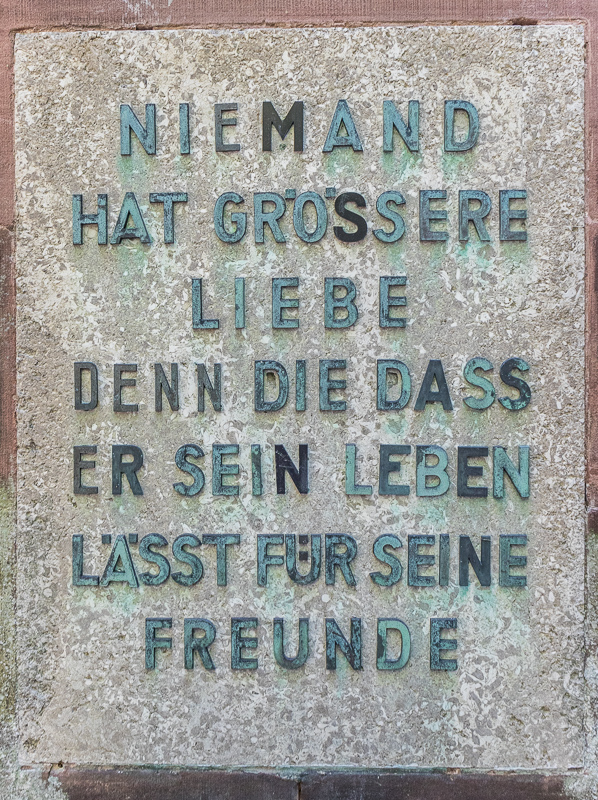 NIEMAND
HAT GRÖSSERE
LIEBE
DENN DIE DASS
ER SEIN LEBEN
LÄSST FÜR SEINE
FREUNDE